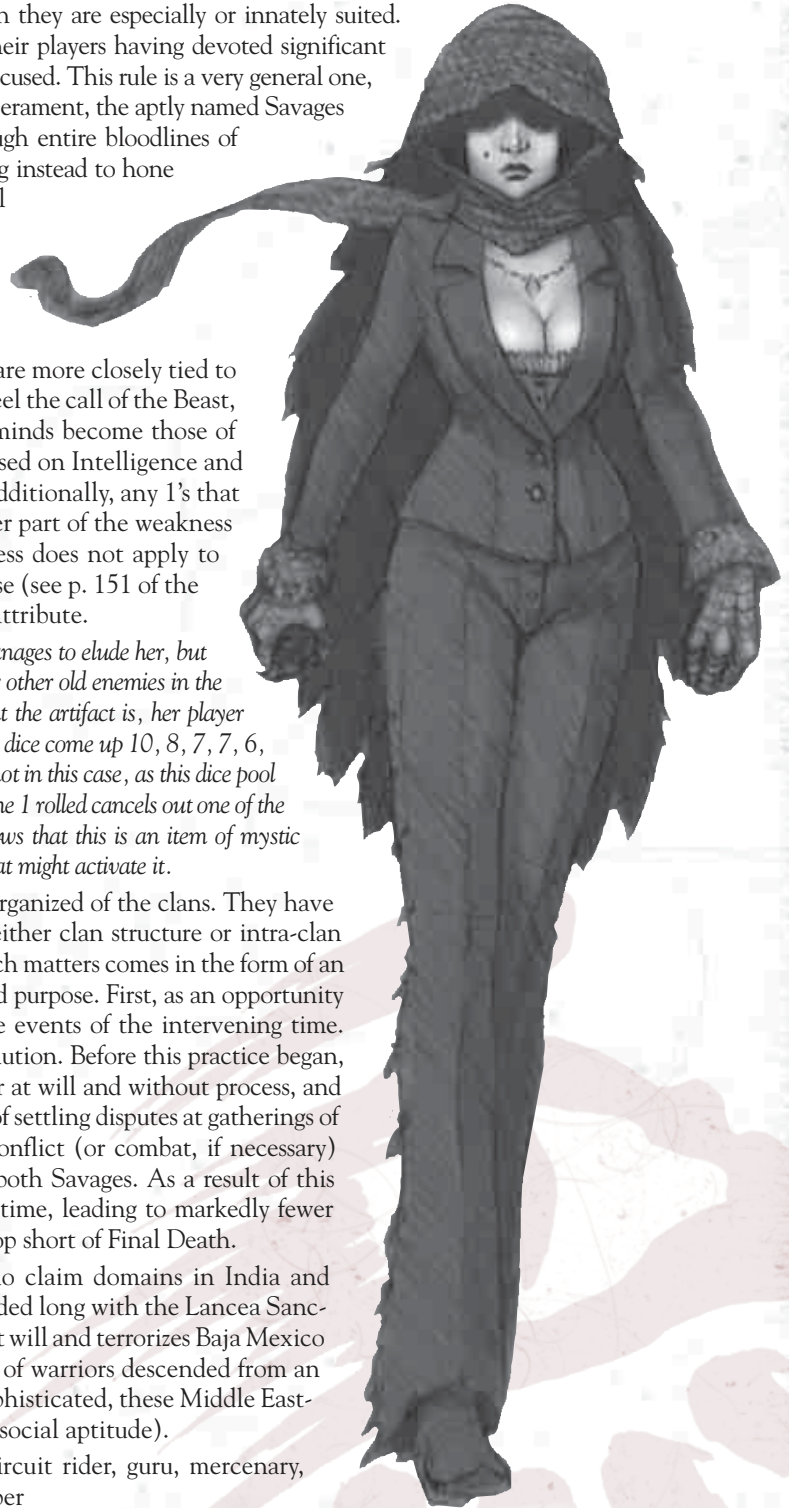 n they are especially or innately suited.
heir players having devoted significant
cused. This rule is a very general one,
perament, the aptly named Savages
ugh entire bloodlines of
g instead to hone
l
are more closely tied to
eel the call of the Beast,
minds become those of
sed on Intelligence and
dditionally, any 1's that
er part of the weakness
ess does not apply to
se (see p. 151 of the
ttribute.
nages to elude her, but
r other old enemies in the
t the artifact is, her player
dice come up 10, 8, 7, 7, 6,
not in this case, as this dice pool
he 1 rolled cancels out one of the
ws that this is an item of mystic
at might activate it.
rganized of the clans. They have
either clan structure or intra-clan
ch matters comes in the form of an
d purpose. First, as an opportunity
e events of the intervening time.
lution. Before this practice began,
r at will and without process, and
of settling disputes at gatherings of
onflict (or combat, if necessary)
both Savages. As a result of this
time, leading to markedly fewer
op short of Final Death.
o claim domains in India and
ded long with the Lancea Sanc-
t will and terrorizes Baja Mexico
of warriors descended from an
phisticated, these Middle East-
social aptitude).
ircuit rider, guru, mercenary,
per